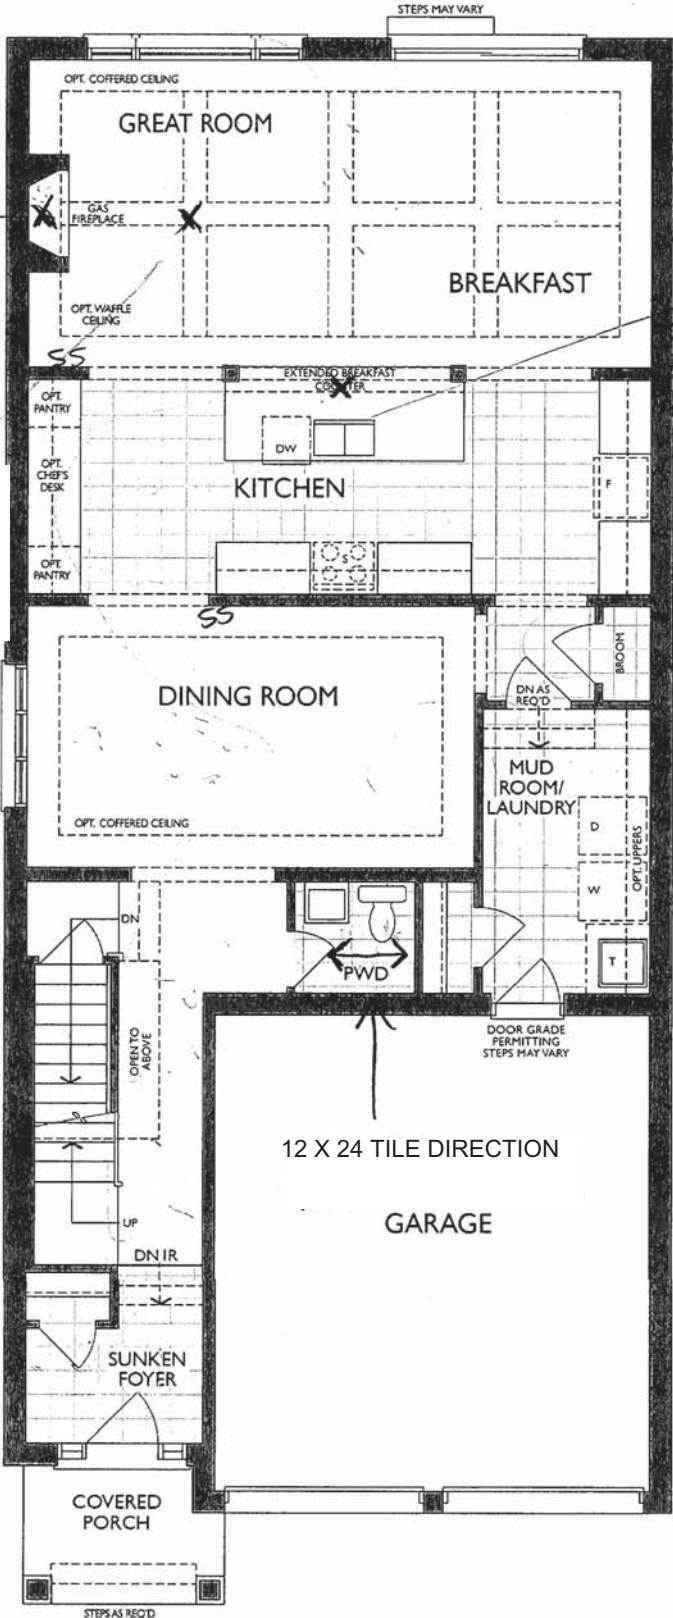 STEPS MAY VARY
OPT. COFFERED CEILING
GREAT ROOM
GAS
FIREPLACE
BREAKFAST
OPT. WAFFLE
CEILING
SS
EXTENDED BREAKFAST
COUNTER
OPT.
PANTRY
DW
OPT.
CHEF'S
DESK
KITCHEN
F
OPT.
PANTRY
S
SS
BROOM
DINING ROOM
DN AS
REQ'D
MUD
ROOM/
LAUNDRY
OPT. COFFERED CEILING
D
OPT. UPPERS
W
DN
T
PWD
OPEN TO
ABOVE
DOOR GRADE
PERMITTING
STEPS MAY VARY
12 X 24 TILE DIRECTION
UP
GARAGE
DN 1R
SUNKEN
FOYER
COVERED
PORCH
STEPS AS REQ'D